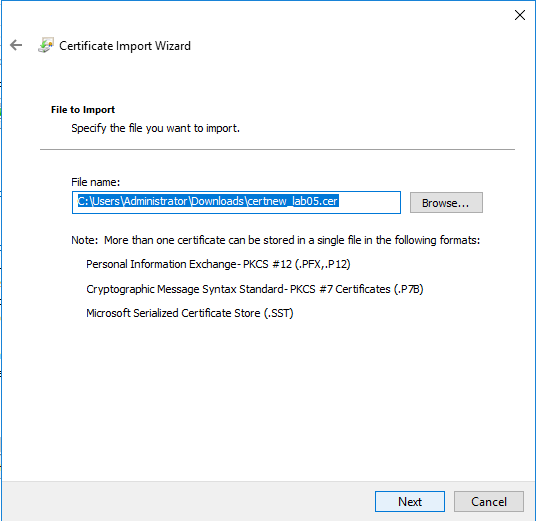 Certificate Import Wizard
File to Import
Specify the file you want to import.
File name:
C:\Users\Administrator\Downloads\certnew_lab05.cer
Browse...
Note: More than one certificate can be stored in a single file in the following formats:
Personal Information Exchange- PKCS #12 (.PFX,.P12)
Cryptographic Message Syntax Standard- PKCS #7 Certificates (.P7B)
Microsoft Serialized Certificate Store (.SST)
Next
Cancel